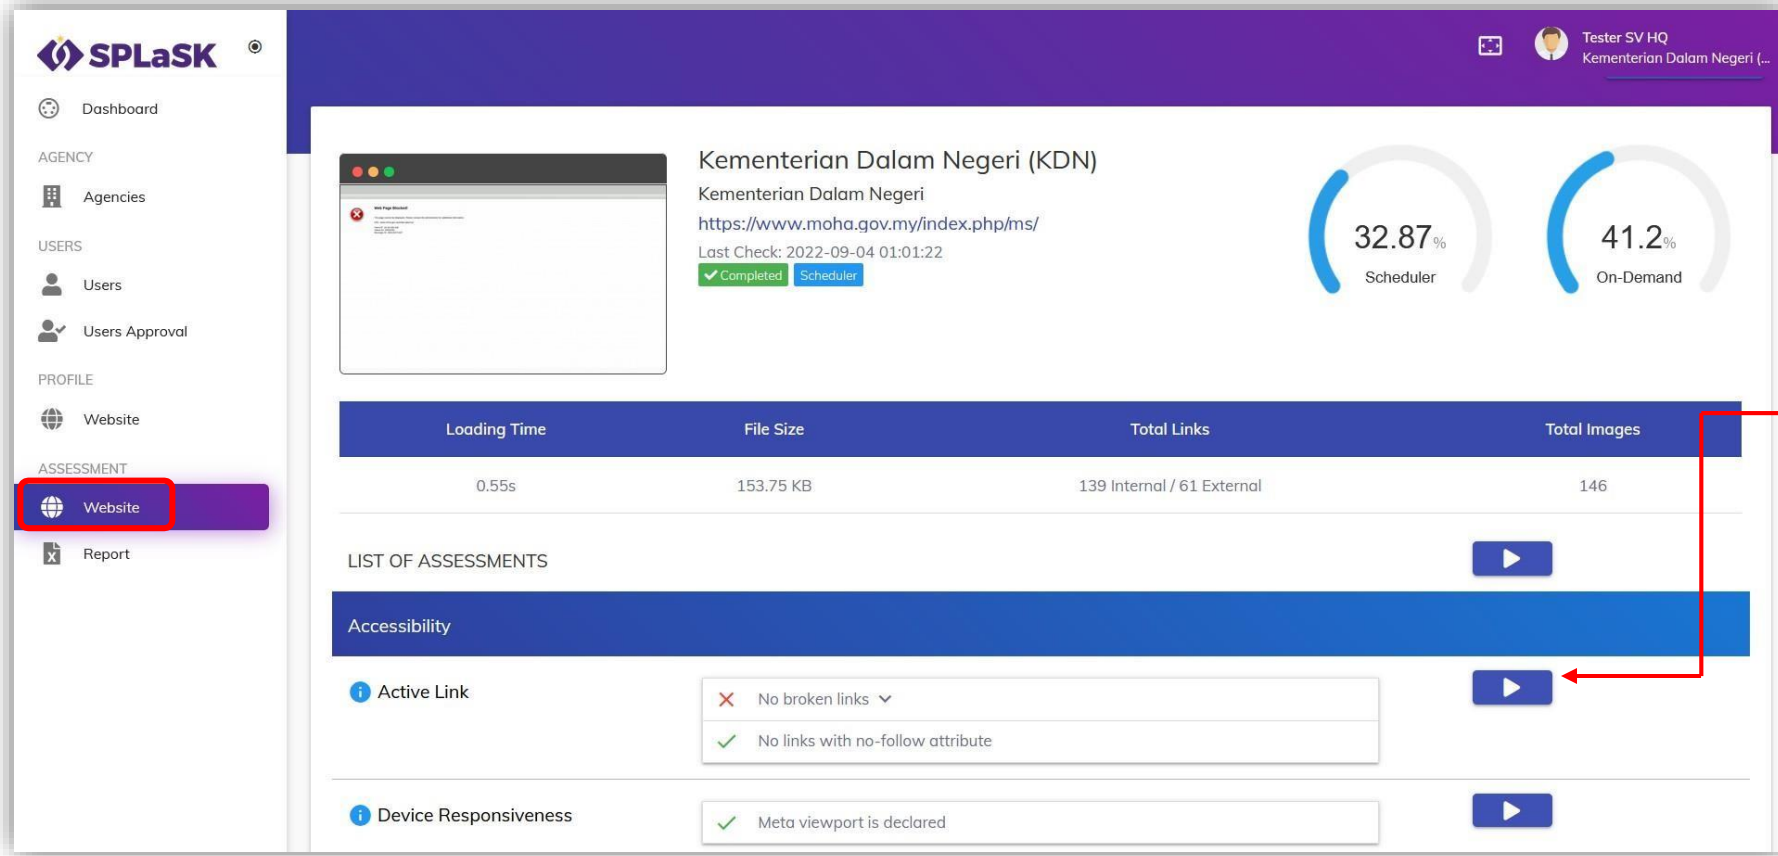 SPLaSK
Tester SV HQ
Kementerian Dalam Negeri (...
Dashboard
AGENCY
Agencies
USERS
Users
Users Approval
PROFILE
Website
ASSESSMENT
Website
Report
Web Page Blocked!
Kementerian Dalam Negeri (KDN)
Kementerian Dalam Negeri
https://www.moha.gov.my/index.php/ms/
Last Check: 2022-09-04 01:01:22
Completed Scheduler
32.87%
Scheduler
41.2%
On-Demand
Loading Time File Size Total Links Total Images
0.55s 153.75 KB 139 Internal / 61 External 146
LIST OF ASSESSMENTS
Accessibility
Active Link
No broken links
No links with no-follow attribute
Device Responsiveness
Meta viewport is declared